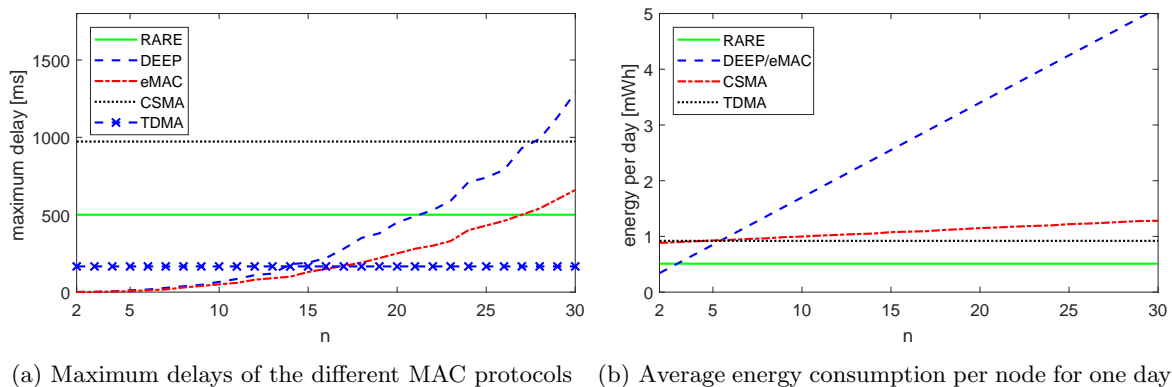 maximum delay [ms]
1500
1000
500
0
RARE
DEEP
eMAC
CSMA
TDMA
2 5 10 15 20 25 30
n
(a) Maximum delays of the different MAC protocols
energy per day [mWh]
5
4
3
2
1
0
RARE
DEEP/eMAC
CSMA
TDMA
2 5 10 15 20 25 30
n
(b) Average energy consumption per node for one day